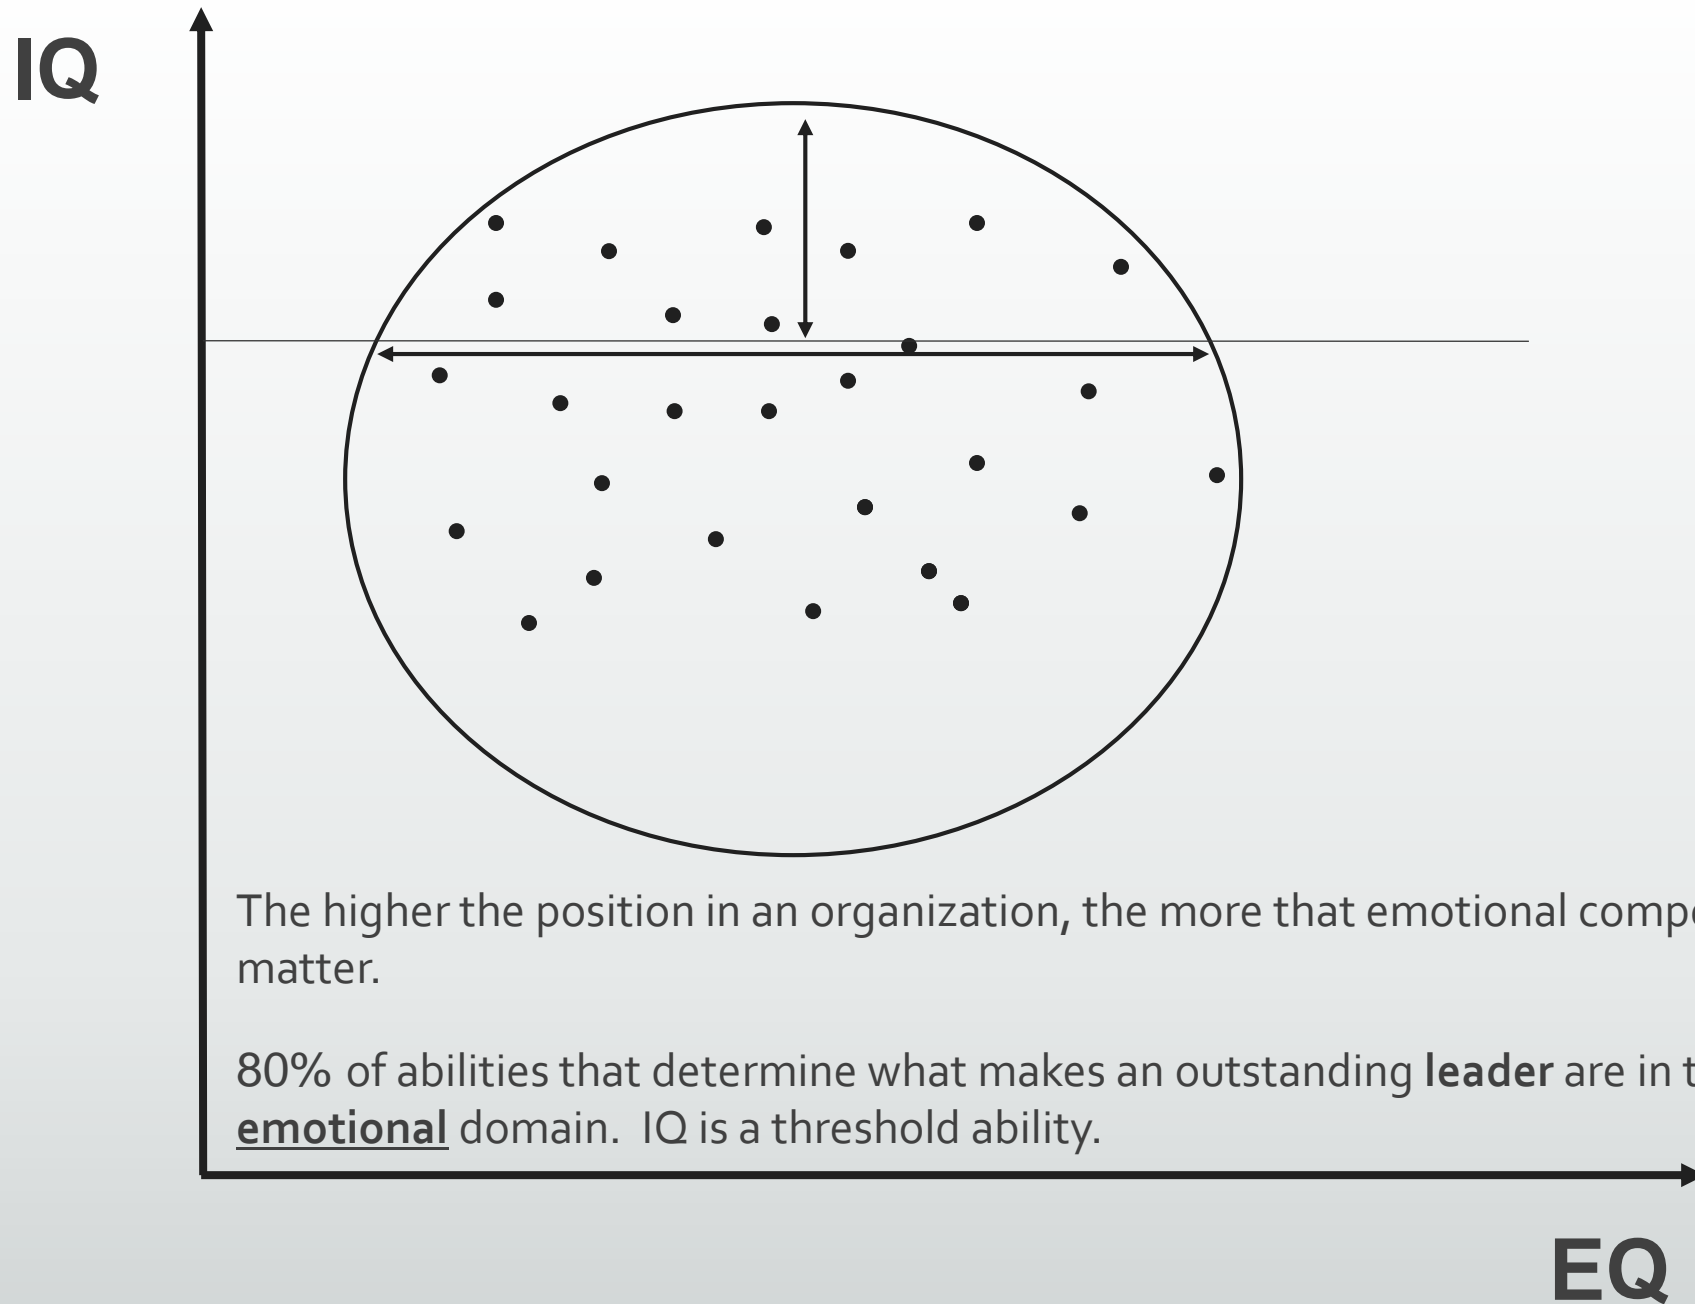 IQ
The higher the position in an organization, the more that emotional
matter.
80% of abilities that determine what makes an outstanding leader are in
emotional domain. IQ is a threshold ability.
EQ